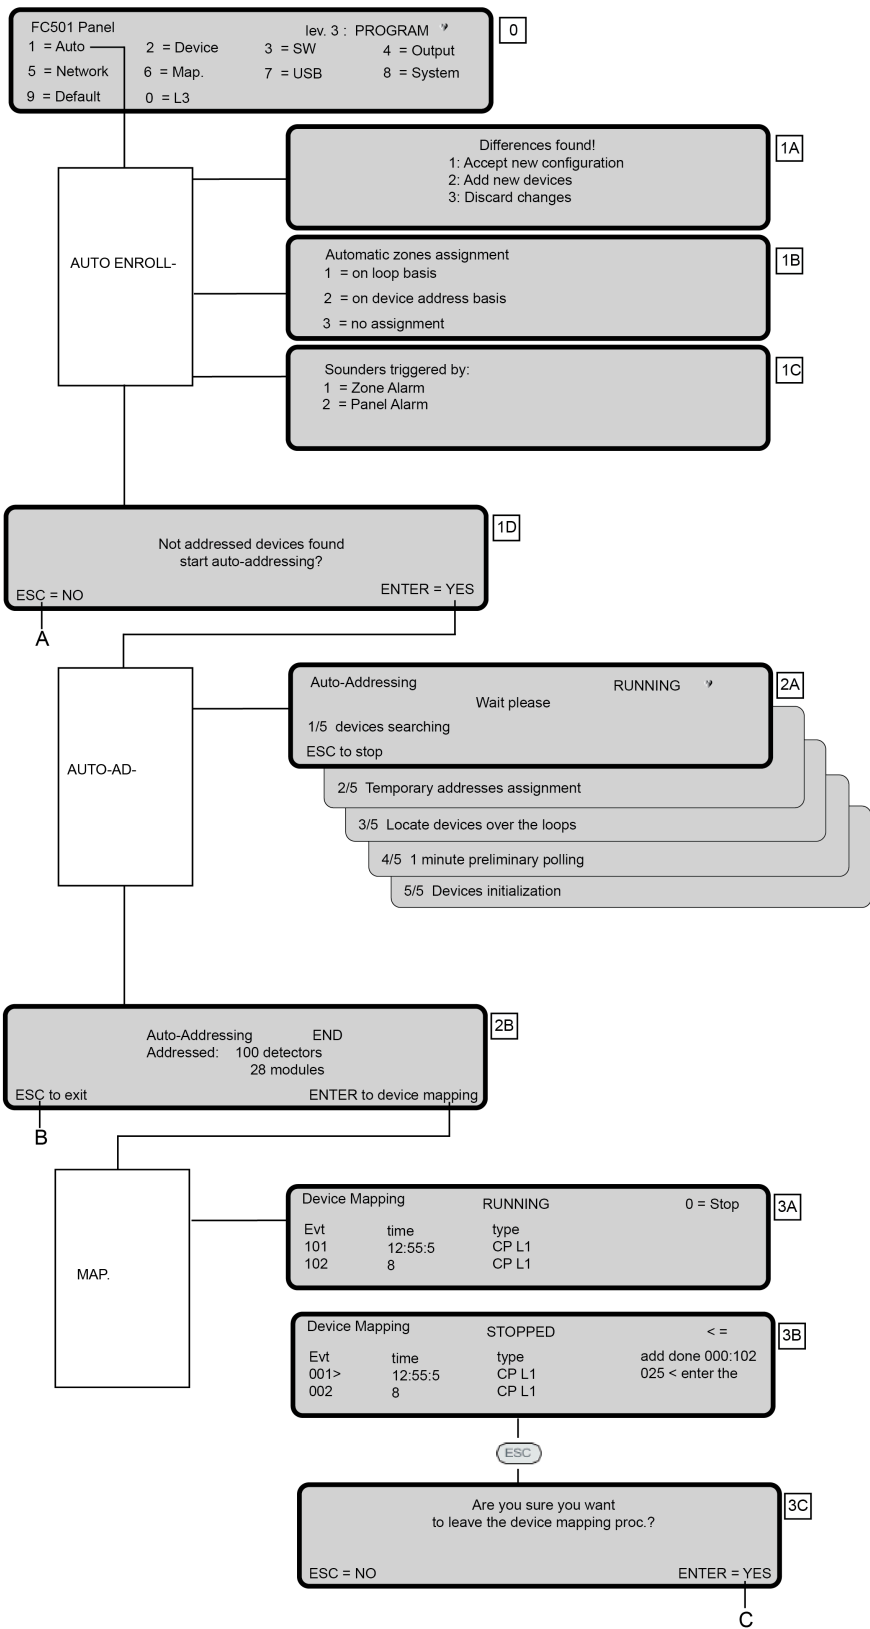 FC501 Panel lev. 3 : PROGRAM
0
1 = Auto 2 = Device 3 = SW 4 = Output
5 = Network 6 = Map. 7 = USB 8 = System
9 = Default 0 = L3
Differences found!
1A
1: Accept new configuration
2: Add new devices
3: Discard changes
AUTO ENROLL-
Automatic zones assignment
1B
1 = on loop basis
2 = on device address basis
3 = no assignment
Sounders triggered by:
1C
1 = Zone Alarm
2 = Panel Alarm
1D
Not addressed devices found
start auto-addressing?
ESC = NO ENTER = YES
A
Auto-Addressing RUNNING
2A
Wait please
1/5 devices searching
ESC to stop
AUTO-AD-
2/5 Temporary addresses assignment
3/5 Locate devices over the loops
4/5 1 minute preliminary polling
5/5 Devices initialization
2B
Auto-Addressing END
Addressed: 100 detectors
28 modules
ESC to exit ENTER to device mapping
B
Device Mapping RUNNING 0 = Stop
3A
Evt time type
101 12:55:5 CP L1
102 8 CP L1
MAP.
Device Mapping STOPPED < =
3B
Evt time type add done 000:102
001> 12:55:5 CP L1 025 < enter the
002 8 CP L1
ESC
Are you sure you want
3C
to leave the device mapping proc.?
ESC = NO ENTER = YES
C